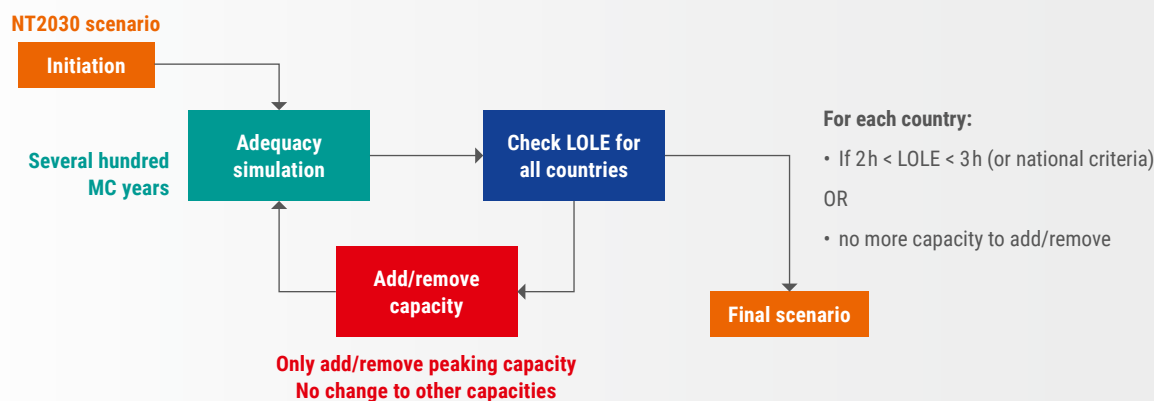 NT2030 scenario
Initiation
Several hundred
MC years
Adequacy
simulation
Check LOLE for
all countries
Add/remove
capacity
Only add/remove peaking capacity
No change to other capacities
For each country:
• If 2h < LOLE < 3h (or national criteria)
OR
• no more capacity to add/remove
Final scenario